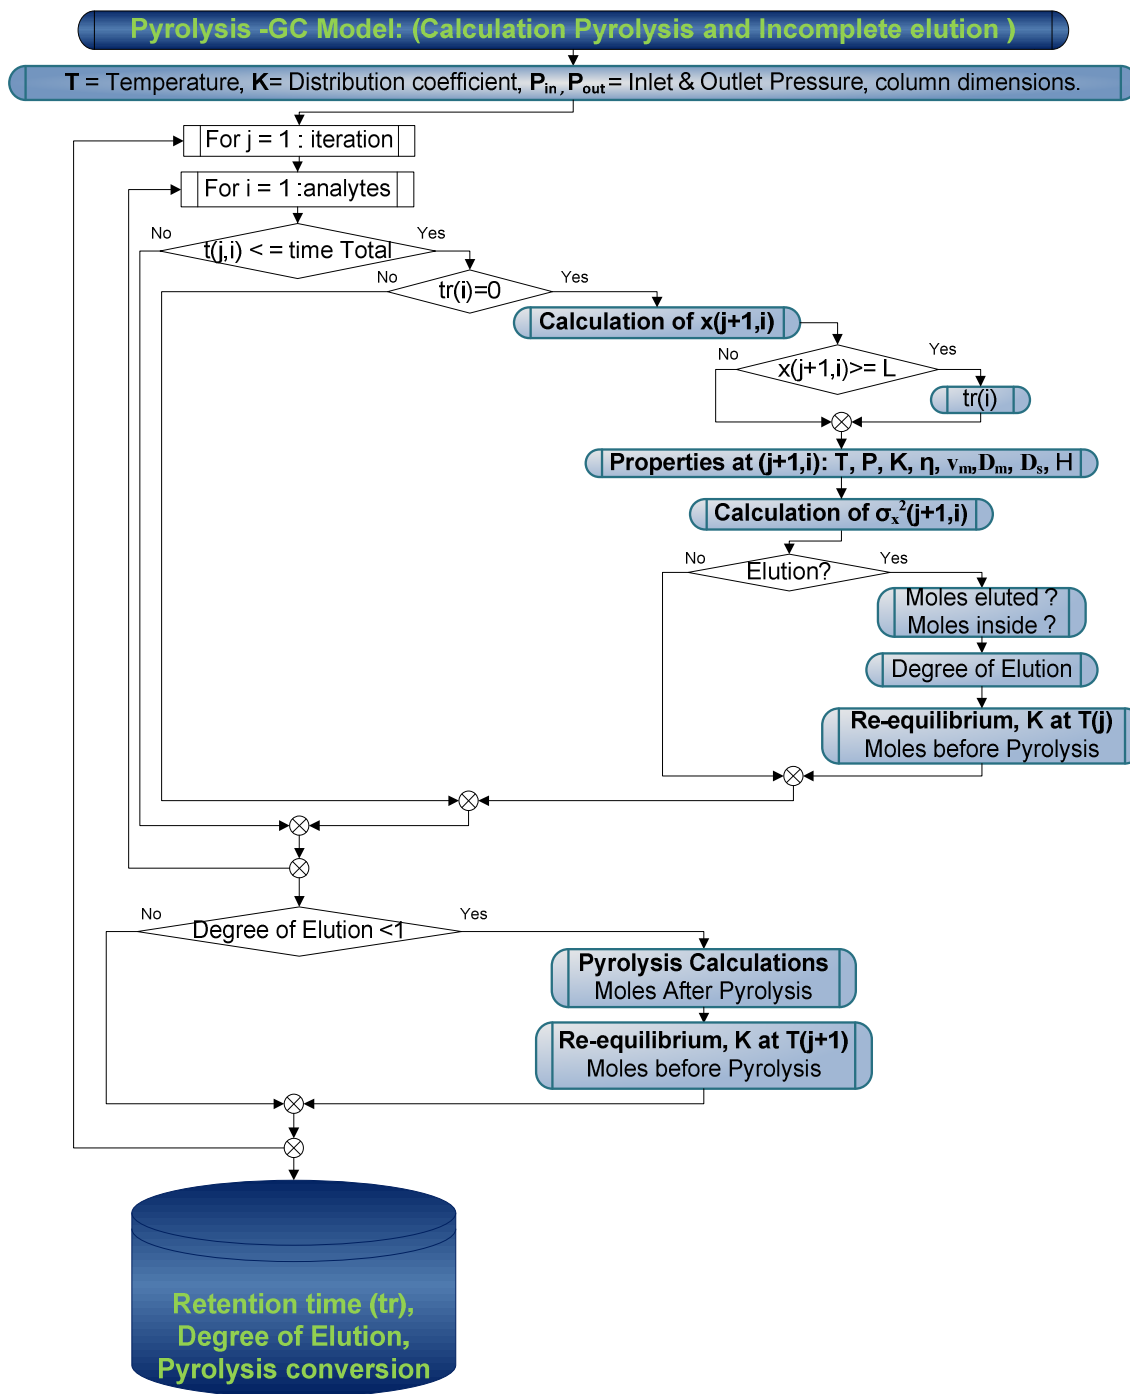 Pyrolysis -GC Model: (Calculation Pyrolysis and Incomplete elution )
T = Temperature, K= Distribution coefficient, Pin , Pout = Inlet & Outlet Pressure, column dimensions.
For j = 1 : iteration
For i = 1 :analytes
No
t(j,i) < = time Total
Yes
No
tr(i)=0
Yes
Calculation of x(j+1,i)
No
x(j+1,i)>= L
Yes
tr(i)
Properties at (j+1,i): T, P, K, η, vm,Dm, Ds, H
Calculation of σx²(j+1,i)
No
Elution?
Yes
Moles eluted ?
Moles inside ?
Degree of Elution
Re-equilibrium, K at T(j)
Moles before Pyrolysis
No
Degree of Elution <1
Yes
Pyrolysis Calculations
Moles After Pyrolysis
Re-equilibrium, K at T(j+1)
Moles before Pyrolysis
Retention time (tr),
Degree of Elution,
Pyrolysis conversion